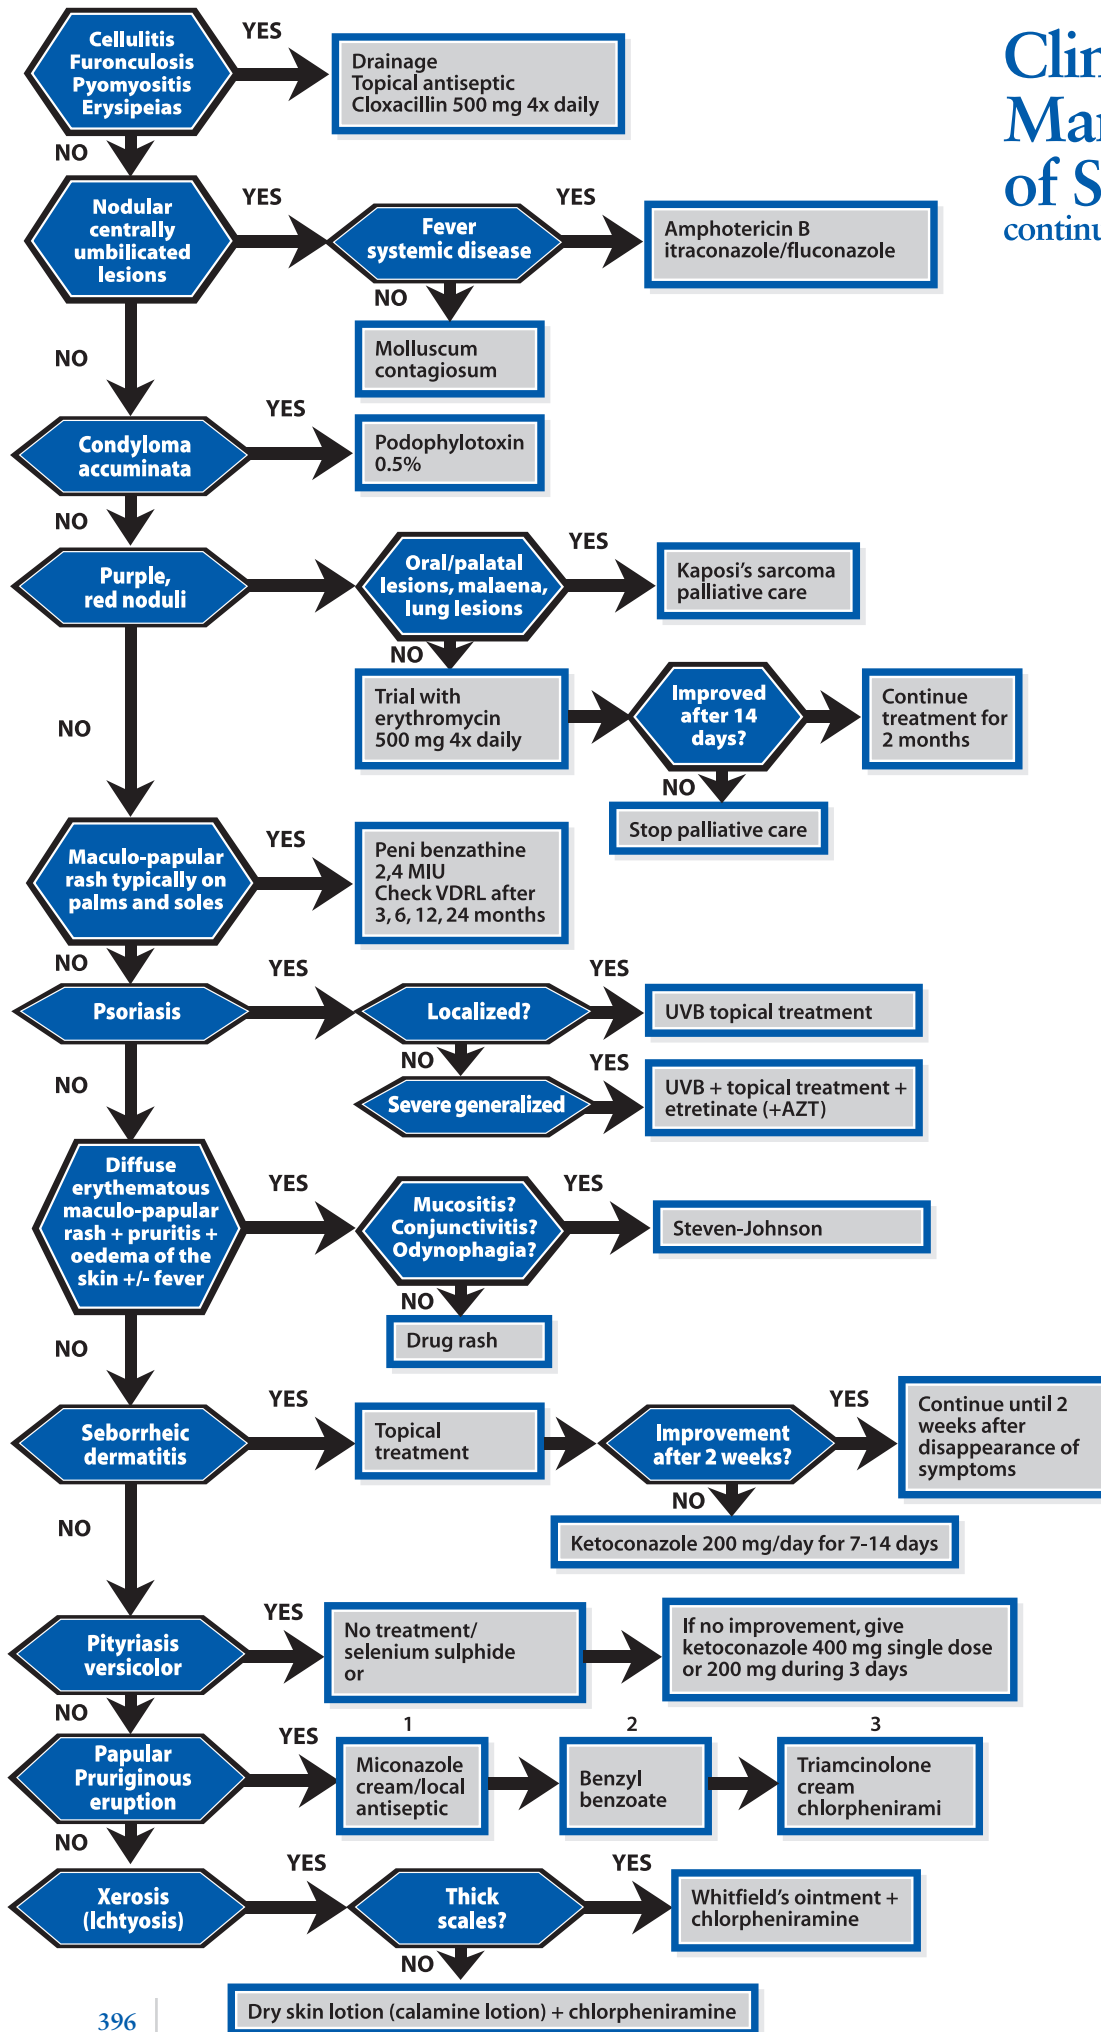 Clin
Man
of S
continu
Cellulitis
Furonculosis
Pyomyositis
Erysipeias
YES
Drainage
Topical antiseptic
Cloxacillin 500 mg 4x daily
NO
Nodular
centrally
umbilicated
lesions
YES
Fever
systemic disease
YES
Amphotericin B
itraconazole/fluconazole
NO
Molluscum
contagiosum
NO
Condyloma
accuminata
YES
Podophylotoxin
0.5%
NO
Purple,
red noduli
Oral/palatal
lesions, malaena,
lung lesions
YES
Kaposi's sarcoma
palliative care
NO
Trial with
erythromycin
500 mg 4x daily
Improved
after 14
days?
Continue
treatment for
2 months
NO
Stop palliative care
NO
Maculo-papular
rash typically on
palms and soles
YES
Peni benzathine
2,4 MIU
Check VDRL after
3, 6, 12, 24 months
NO
Psoriasis
YES
Localized?
YES
UVB topical treatment
NO
Severe generalized
YES
UVB + topical treatment +
etretinate (+AZT)
NO
Diffuse
erythematous
maculo-papular
rash + pruritis +
oedema of the
skin +/- fever
YES
Mucositis?
Conjunctivitis?
Odynophagia?
YES
Steven-Johnson
NO
Drug rash
NO
Seborrheic
dermatitis
YES
Topical
treatment
Improvement
after 2 weeks?
YES
Continue until 2
weeks after
disappearance of
symptoms
NO
Ketoconazole 200 mg/day for 7-14 days
NO
Pityriasis
versicolor
YES
No treatment/
selenium sulphide
or
If no improvement, give
ketoconazole 400 mg single dose
or 200 mg during 3 days
NO
Papular
Pruriginous
eruption
YES
1
Miconazole
cream/local
antiseptic
2
Benzyl
benzoate
3
Triamcinolone
cream
chlorphenirami
NO
Xerosis
(Ichtyosis)
YES
Thick
scales?
YES
Whitfield's ointment +
chlorpheniramine
NO
Dry skin lotion (calamine lotion) + chlorpheniramine
396